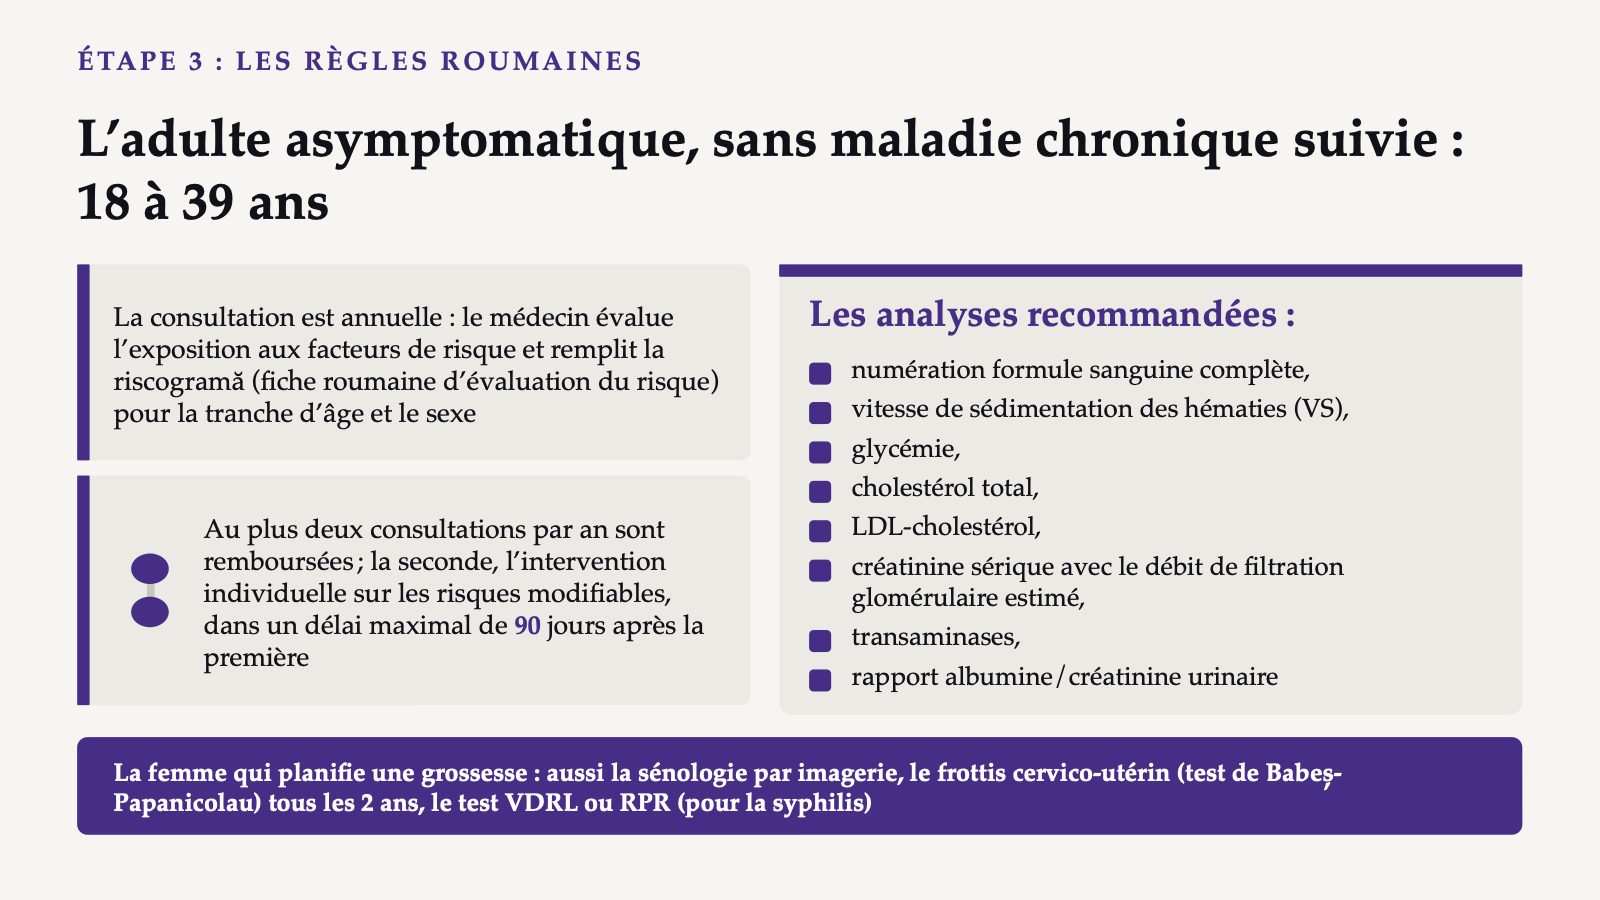 ÉTAPE 3 : LES RÈGLES ROUMAINES
L’adulte asymptomatique, sans maladie chronique suivie :
18 à 39 ans
La consultation est annuelle : le médecin évalue
l’exposition aux facteurs de risque et remplit la
riscogramă (fiche roumaine d’évaluation du risque)
pour la tranche d’âge et le sexe
Au plus deux consultations par an sont
remboursées ; la seconde, l’intervention
individuelle sur les risques modifiables,
dans un délai maximal de 90 jours après la
première
Les analyses recommandées :
numération formule sanguine complète,
vitesse de sédimentation des hématies (VS),
glycémie,
cholestérol total,
LDL-cholestérol,
créatinine sérique avec le débit de filtration
glomérulaire estimé,
transaminases,
rapport albumine/créatinine urinaire
La femme qui planifie une grossesse : aussi la sénologie par imagerie, le frottis cervico-utérin (test de Babeș-
Papanicolau) tous les 2 ans, le test VDRL ou RPR (pour la syphilis)